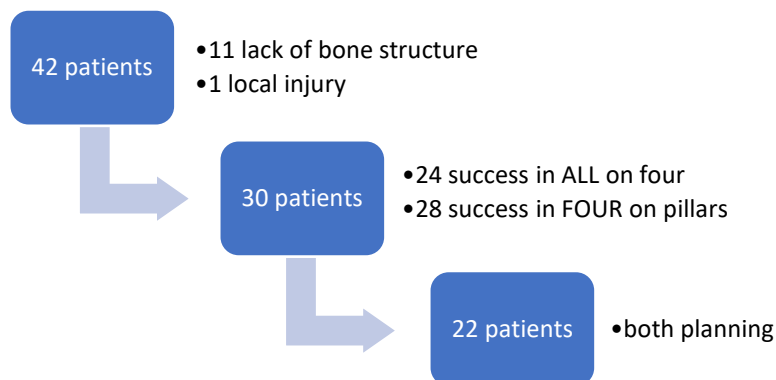 42 patients
•11 lack of bone structure
•1 local injury
30 patients
•24 success in ALL on four
•28 success in FOUR on pillars
22 patients
•both planning